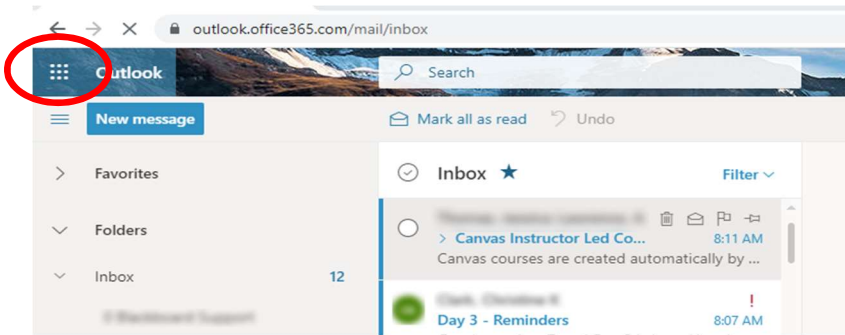 outlook.office365.com/mail/inbox
Outlook
Search
New message
Mark all as read
Undo
Favorites
Inbox
Filter
Folders
> Canvas Instructor Led Co...
8:11 AM
Canvas courses are created automatically by ...
Inbox
12
!
Day 3 - Reminders
8:07 AM